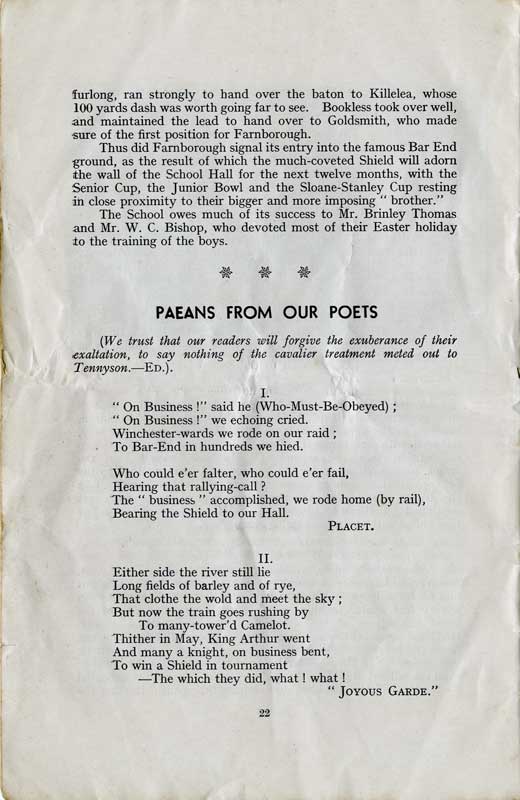 furlong, ran strongly to hand over the baton to Killelea, whose
100 yards dash was worth going far to see. Bookless took over well,
and maintained the lead to hand over to Goldsmith, who made
sure of the first position for Farnborough.
Thus did Farnborough signal its entry into the famous Bar End
ground, as the result of which the much-coveted Shield will adorn
the wall of the School Hall for the next twelve months, with the
Senior Cup, the Junior Bowl and the Sloane-Stanley Cup resting
in close proximity to their bigger and more imposing " brother."
The School owes much of its success to Mr. Brinley Thomas
and Mr. W. C. Bishop, who devoted most of their Easter holiday
to the training of the boys.
PAEANS FROM OUR POETS
(We trust that our readers will forgive the exuberance of their
exaltation, to say nothing of the cavalier treatment meted out to
Tennyson.—ED.).
I.
" On Business !" said he (Who-Must-Be-Obeyed) ;
" On Business !" we echoing cried.
Winchester-wards we rode on our raid ;
To Bar-End in hundreds we hied.
Who could e'er falter, who could e'er fail,
Hearing that rallying-call ?
The " business " accomplished, we rode home (by rail),
Bearing the Shield to our Hall.
PLACET.
II.
Either side the river still lie
Long fields of barley and of rye,
That clothe the wold and meet the sky ;
But now the train goes rushing by
To many-tower'd Camelot.
Thither in May, King Arthur went
And many a knight, on business bent,
To win a Shield in tournament
—The which they did, what ! what !
" JOYOUS GARDE."
22